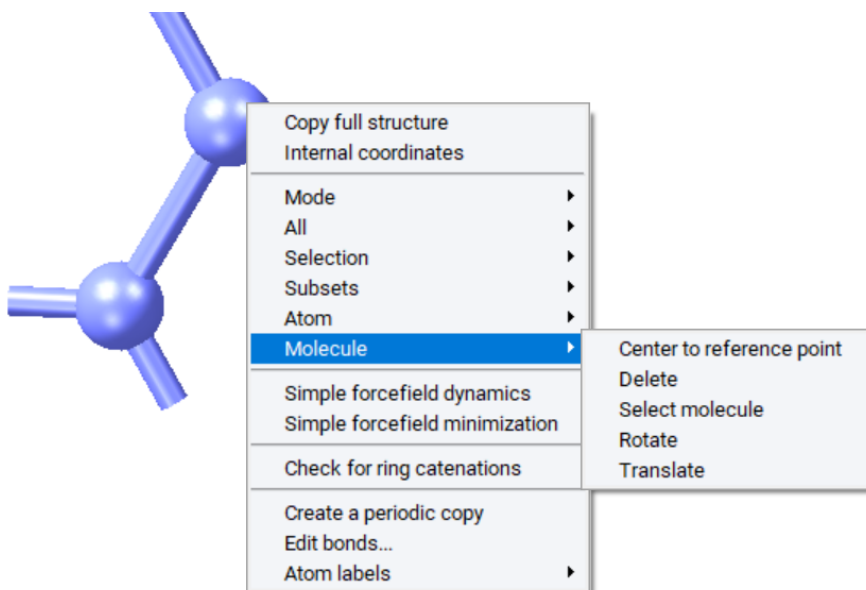 Copy full structure
Internal coordinates
Mode
All
Selection
Subsets
Atom
Molecule
Center to reference point
Delete
Select molecule
Rotate
Translate
Simple forcefield dynamics
Simple forcefield minimization
Check for ring catenations
Create a periodic copy
Edit bonds...
Atom labels